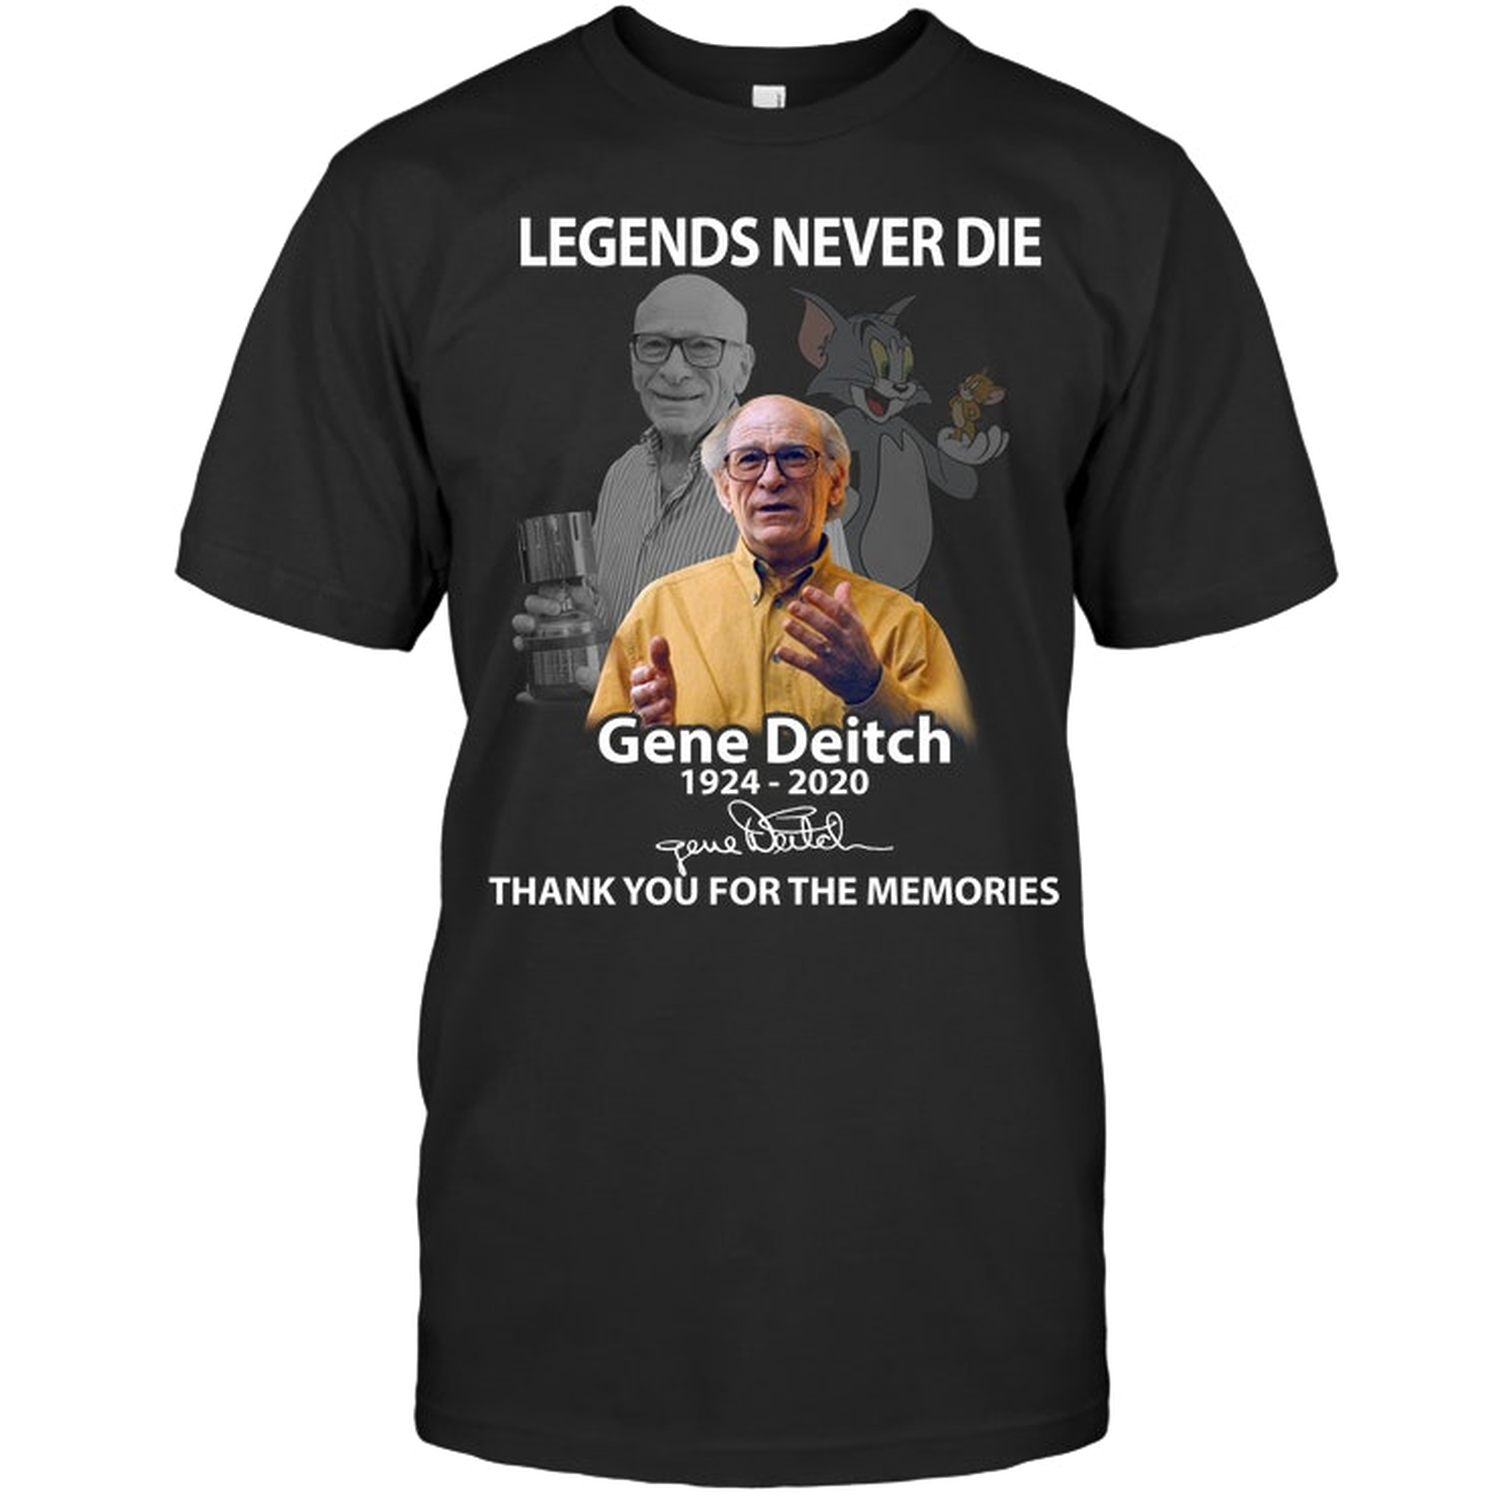 LEGENDS NEVER DIE
Gene Deitch
1924 - 2020
gene Deitch
THANK YOU FOR THE MEMORIES